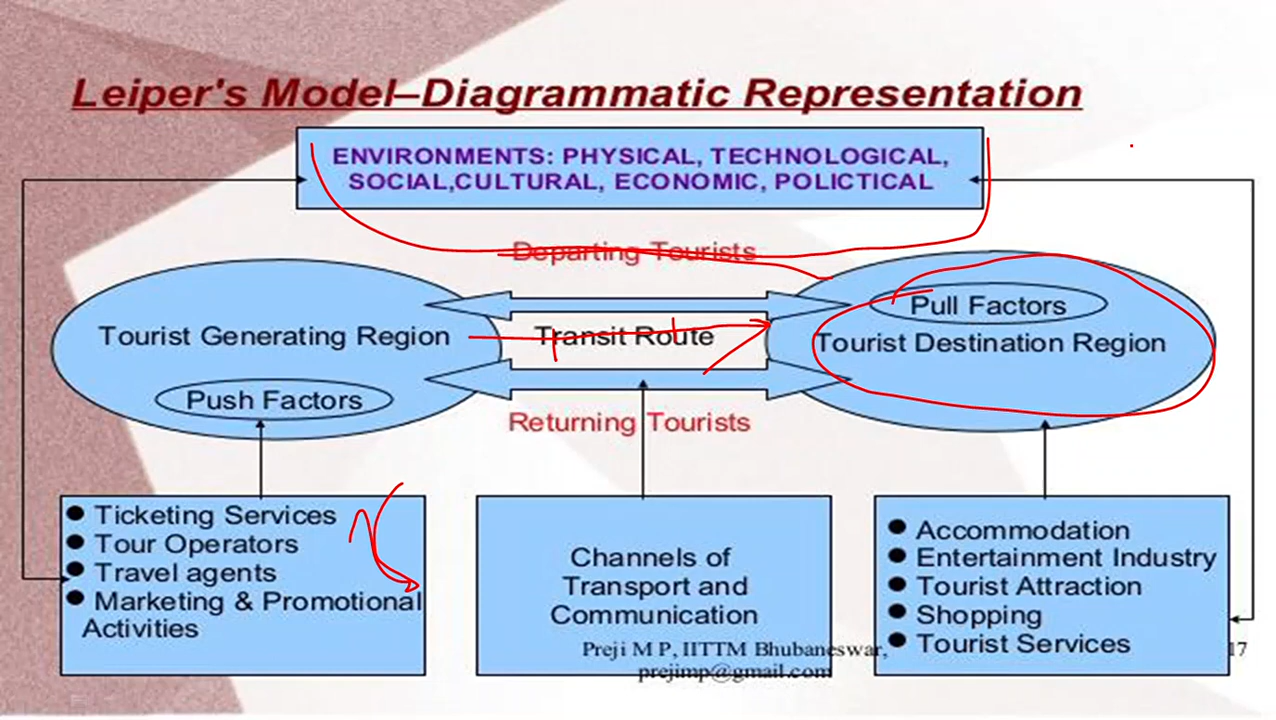 Leiper's Model–Diagrammatic Representation
ENVIRONMENTS: PHYSICAL, TECHNOLOGICAL,
SOCIAL,CULTURAL, ECONOMIC, POLICTICAL
Departing Tourists
Tourist Generating Region
Push Factors
Transit Route
Returning Tourists
Pull Factors
Tourist Destination Region
● Ticketing Services
● Tour Operators
● Travel agents
● Marketing & Promotional
Activities
Channels of
Transport and
Communication
● Accommodation
● Entertainment Industry
● Tourist Attraction
● Shopping
● Tourist Services
Preji M P, IITTM Bhubaneswar,
prejimp@gmail.com
17